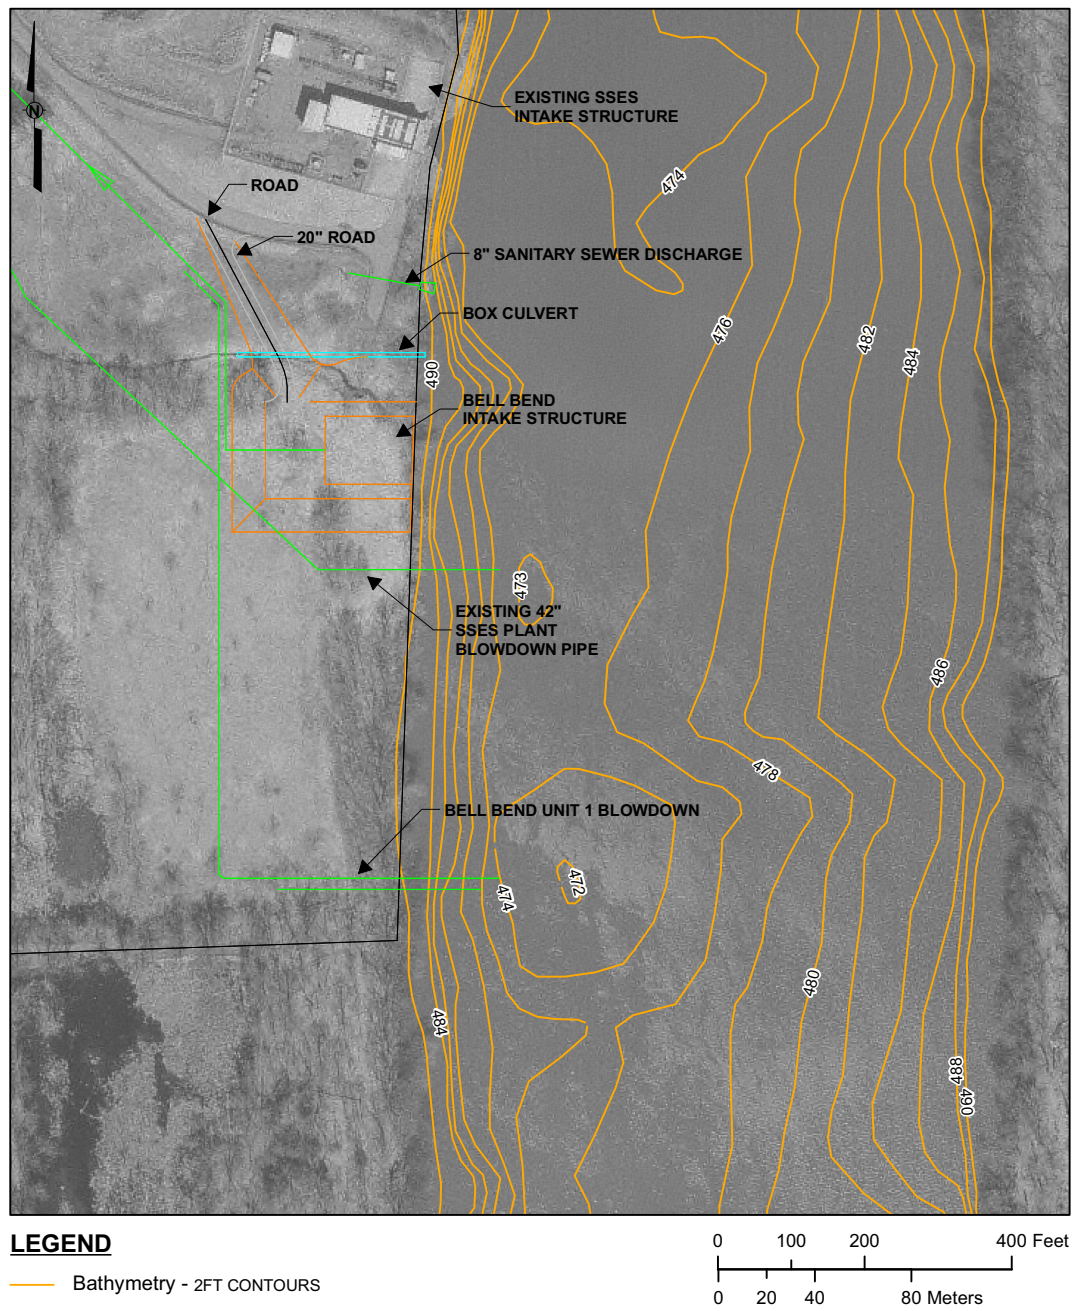 N
EXISTING SSES
INTAKE STRUCTURE
474
ROAD
20" ROAD
8" SANITARY SEWER DISCHARGE
BOX CULVERT
476
482
484
490
BELL BEND
INTAKE STRUCTURE
473
EXISTING 42"
SSES PLANT
BLOWDOWN PIPE
486
478
BELL BEND UNIT 1 BLOWDOWN
472
474
480
484
488
490
LEGEND
Bathymetry - 2FT CONTOURS
0 100 200 400 Feet
0 20 40 80 Meters